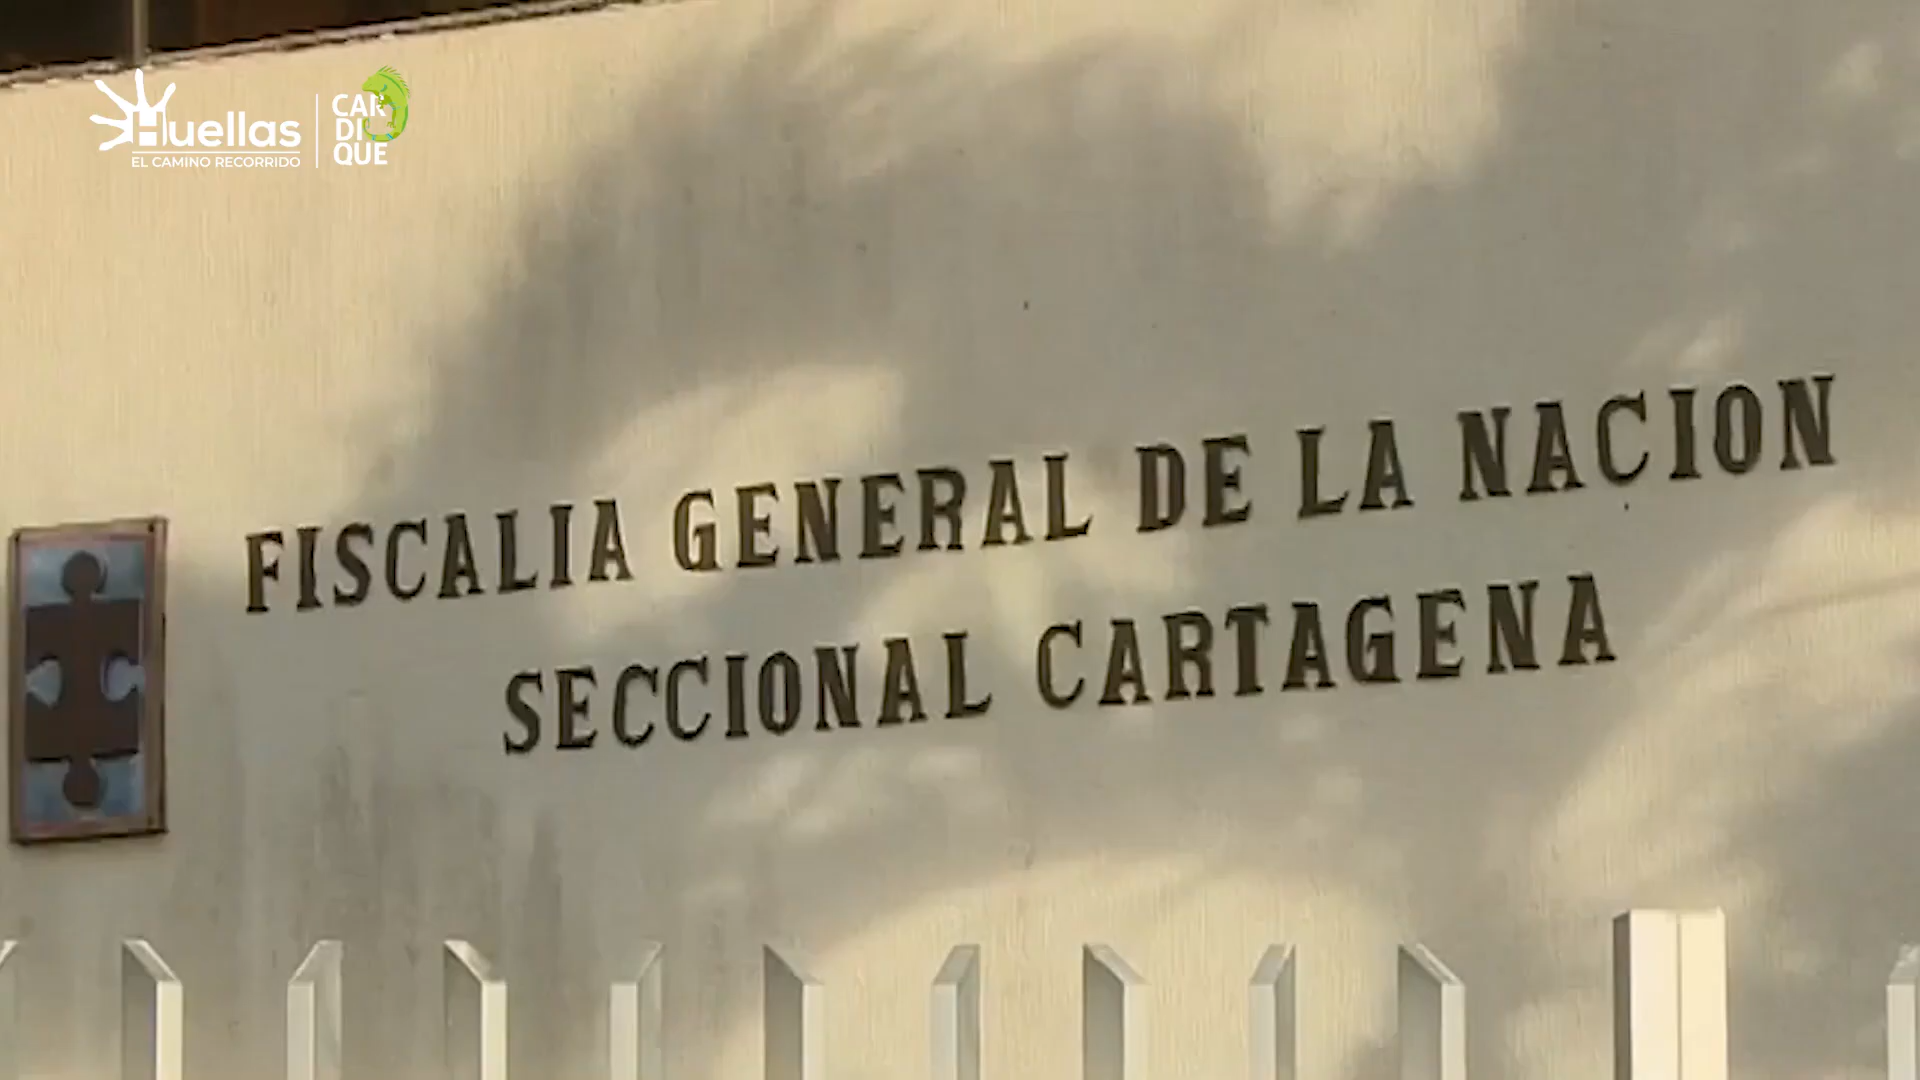 Huellas
EL CAMINO RECORRIDO
CAR
DI
QUE
FISCALIA GENERAL DE LA NACION
SECCIONAL CARTAGENA